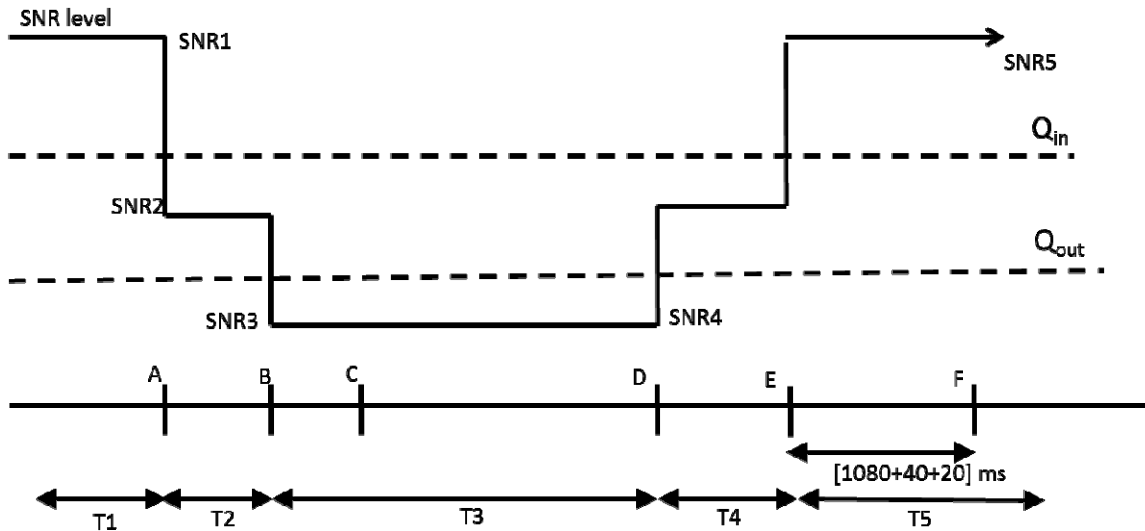 SNR level
SNR1
SNR5
Qin
SNR2
Qout
SNR3
SNR4
A B C D E F
[1080+40+20] ms
T1 T2 T3 T4 T5